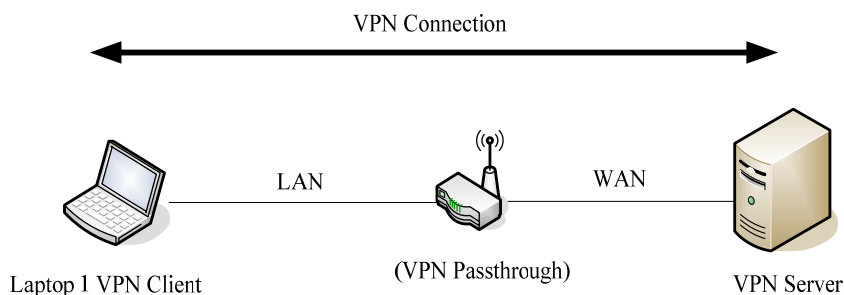 VPN Connection
LAN
WAN
Laptop 1 VPN Client
(VPN Passthrough)
VPN Server